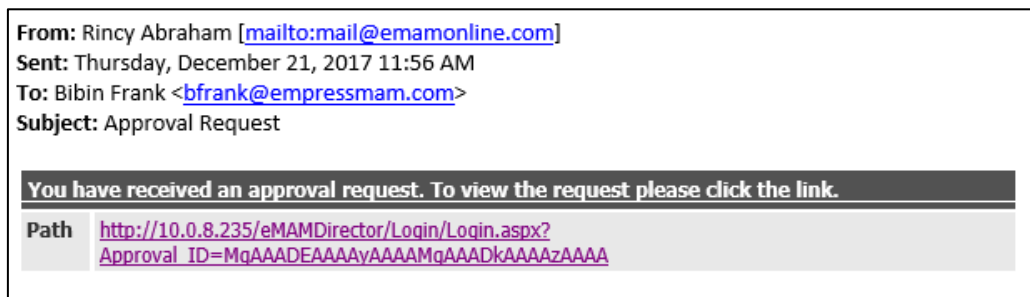 From: Rincy Abraham [mailto:mail@emamonline.com]
Sent: Thursday, December 21, 2017 11:56 AM
To: Bibin Frank <bfrank@empressmam.com>
Subject: Approval Request
You have received an approval request. To view the request please click the link.
Path http://10.0.8.235/eMAMDirector/Login/Login.aspx?
Approval_ID=MgAAADEAAAAyAAAAMgAAADkAAAAzAAAA